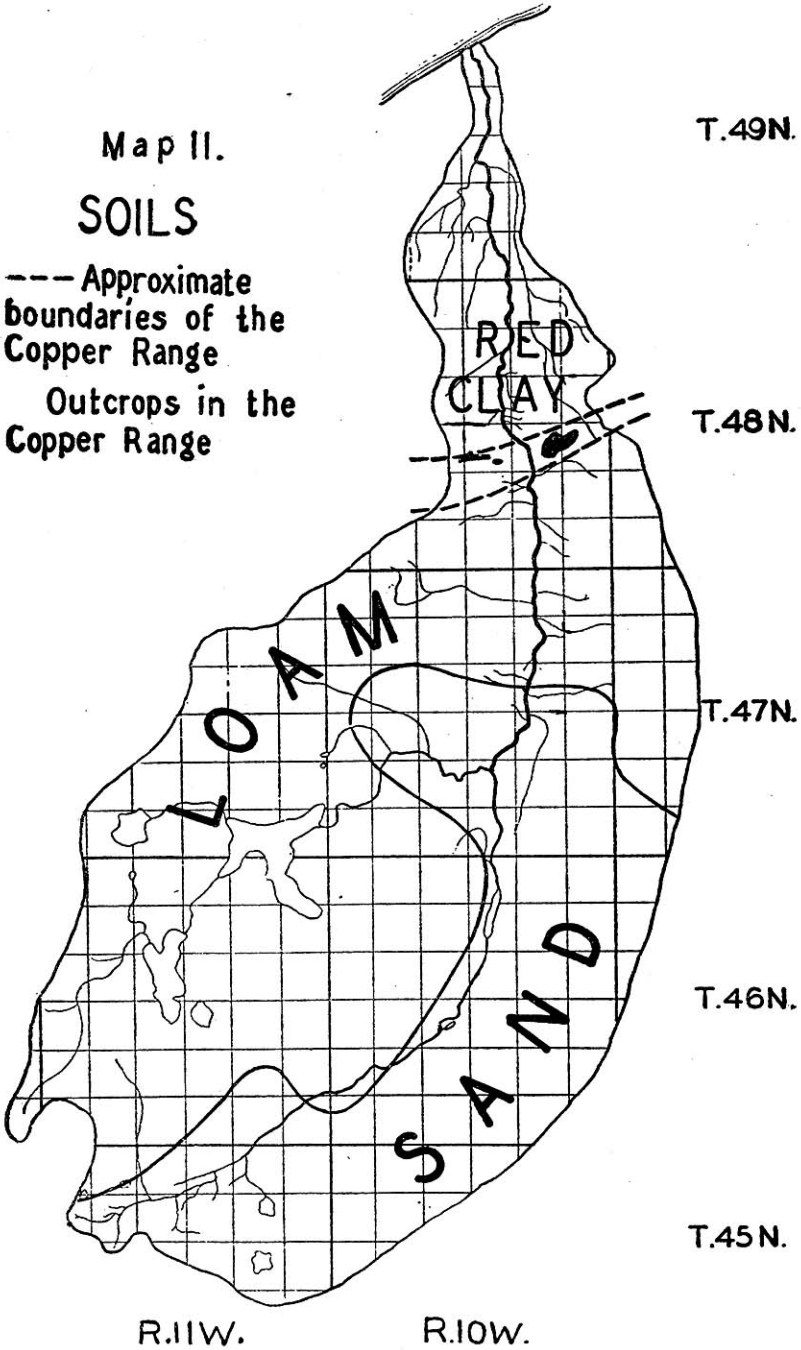 Map II.
SOILS
--- Approximate
boundaries of the
Copper Range
Outcrops in the
Copper Range
T.49N.
RED
CLAY
T.48N.
LOAM
T.47N.
SAND
T.46N.
T.45N.
R.11W.
R.10W.